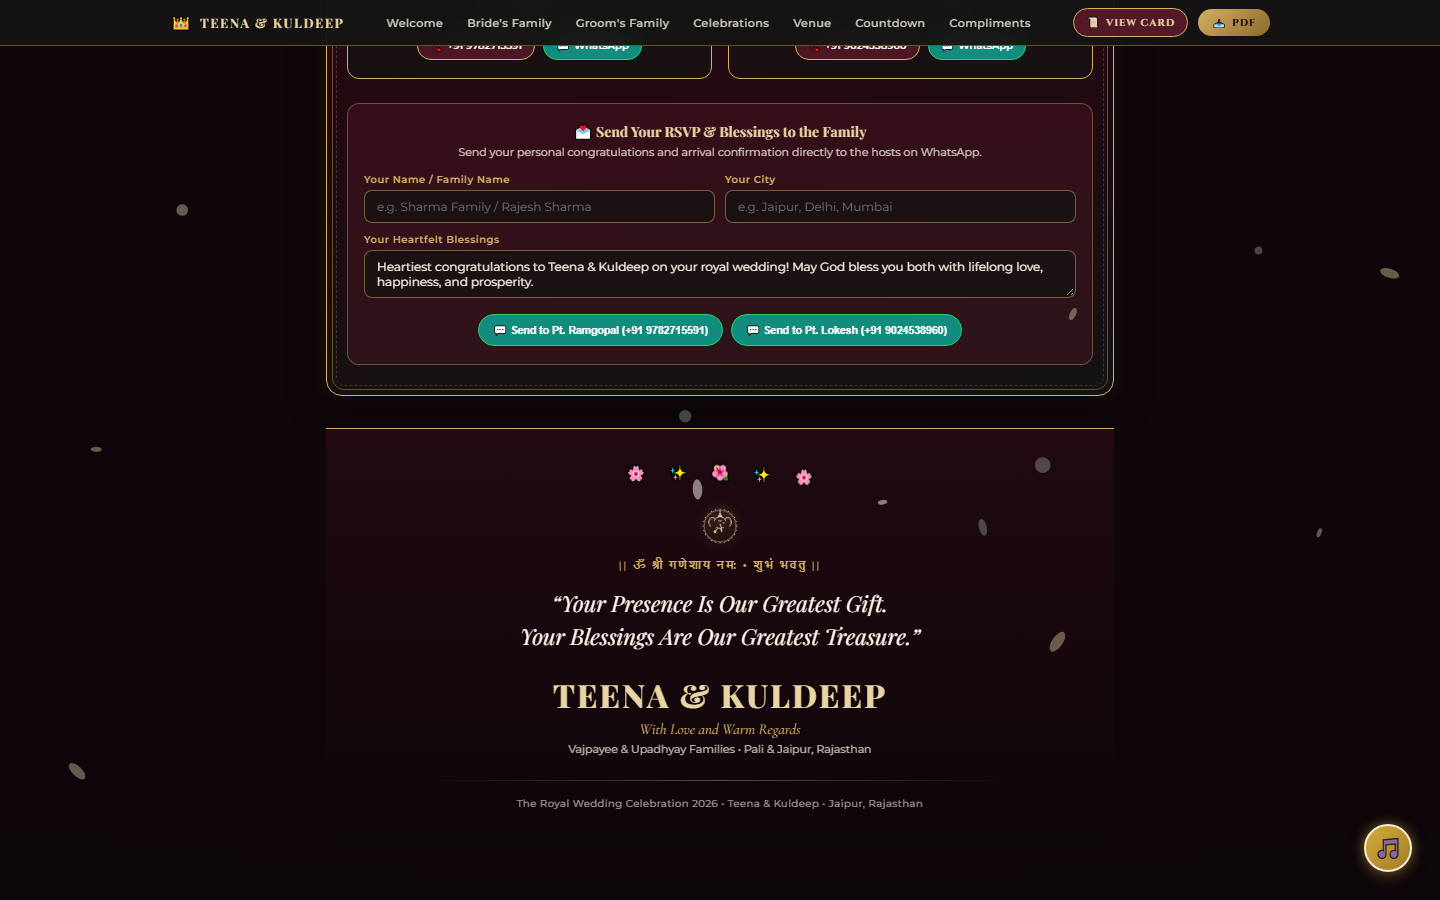 TEENA & KULDEEP
Welcome
Bride's Family
Groom's Family
Celebrations
Venue
Countdown
Compliments
VIEW CARD
PDF
+91 9782715591
WhatsApp
+91 9024538960
WhatsApp
Send Your RSVP & Blessings to the Family
Send your personal congratulations and arrival confirmation directly to the hosts on WhatsApp.
Your Name / Family Name
Your City
e.g. Sharma Family / Rajesh Sharma
e.g. Jaipur, Delhi, Mumbai
Your Heartfelt Blessings
Heartiest congratulations to Teena & Kuldeep on your royal wedding! May God bless you both with lifelong love,
happiness, and prosperity.
Send to Pt. Ramgopal (+91 9782715591)
Send to Pt. Lokesh (+91 9024538960)
|| ॐ श्री गणेशाय नमः • शुभं भवतु ||
“Your Presence Is Our Greatest Gift.
Your Blessings Are Our Greatest Treasure.”
TEENA & KULDEEP
With Love and Warm Regards
Vajpayee & Upadhyay Families • Pali & Jaipur, Rajasthan
The Royal Wedding Celebration 2026 • Teena & Kuldeep • Jaipur, Rajasthan